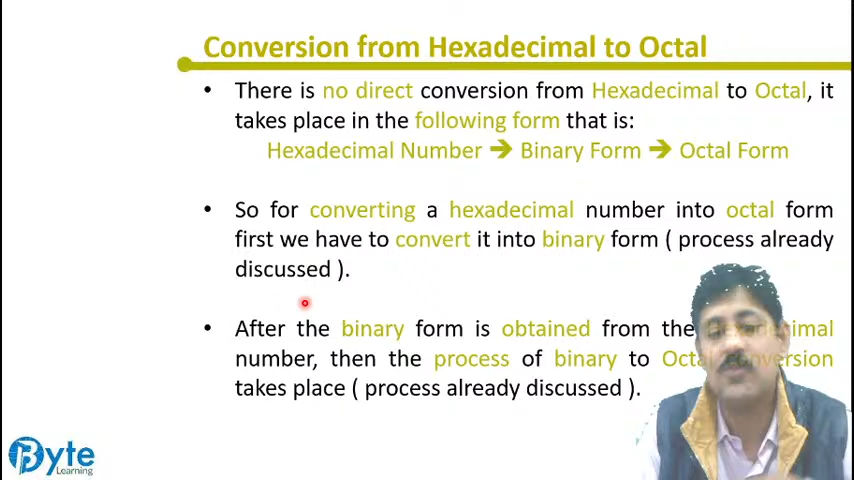 Conversion from Hexadecimal to Octal
• There is no direct conversion from Hexadecimal to Octal, it
takes place in the following form that is:
Hexadecimal Number ➔ Binary Form ➔ Octal Form
• So for converting a hexadecimal number into octal form
first we have to convert it into binary form ( process already
discussed ).
• After the binary form is obtained from the Hexadecimal
number, then the process of binary to Octal conversion
takes place ( process already discussed ).
Byte
Learning